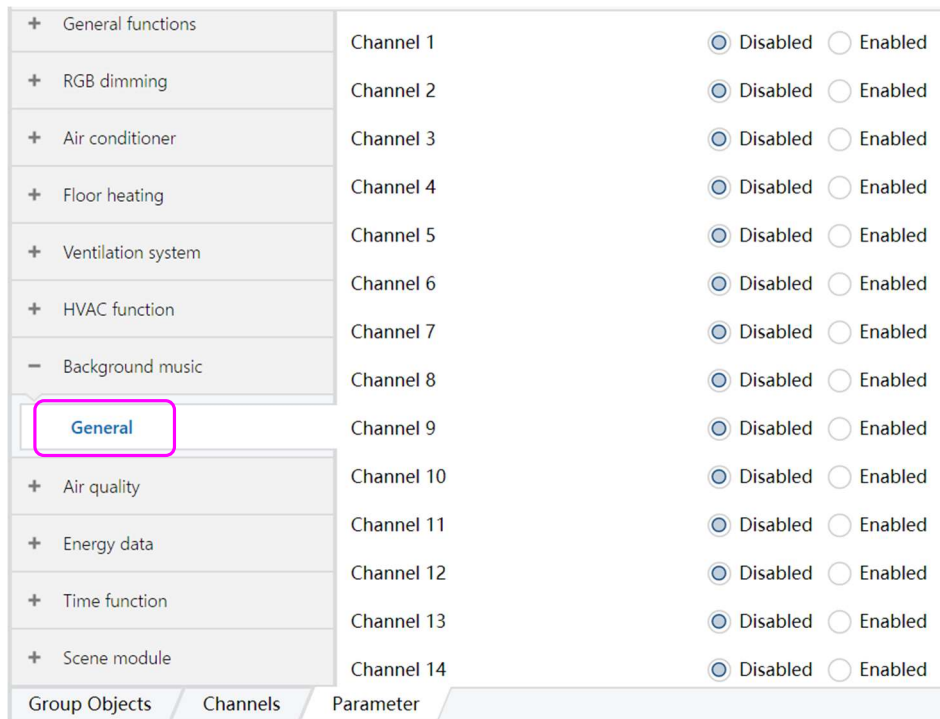 General functions
RGB dimming
Air conditioner
Floor heating
Ventilation system
HVAC function
Background music
General
Air quality
Energy data
Time function
Scene module
Channel 1 Disabled Enabled
Channel 2 Disabled Enabled
Channel 3 Disabled Enabled
Channel 4 Disabled Enabled
Channel 5 Disabled Enabled
Channel 6 Disabled Enabled
Channel 7 Disabled Enabled
Channel 8 Disabled Enabled
Channel 9 Disabled Enabled
Channel 10 Disabled Enabled
Channel 11 Disabled Enabled
Channel 12 Disabled Enabled
Channel 13 Disabled Enabled
Channel 14 Disabled Enabled
Group Objects Channels Parameter